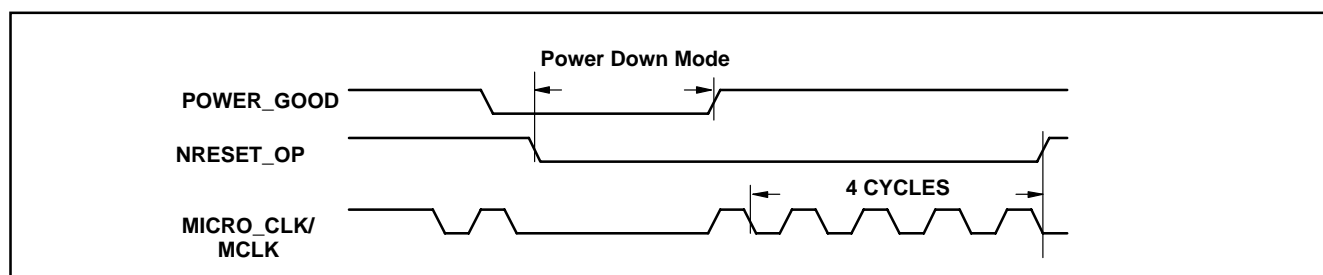 Power Down Mode
POWER_GOOD
NRESET_OP
4 CYCLES
MICRO_CLK/
MCLK